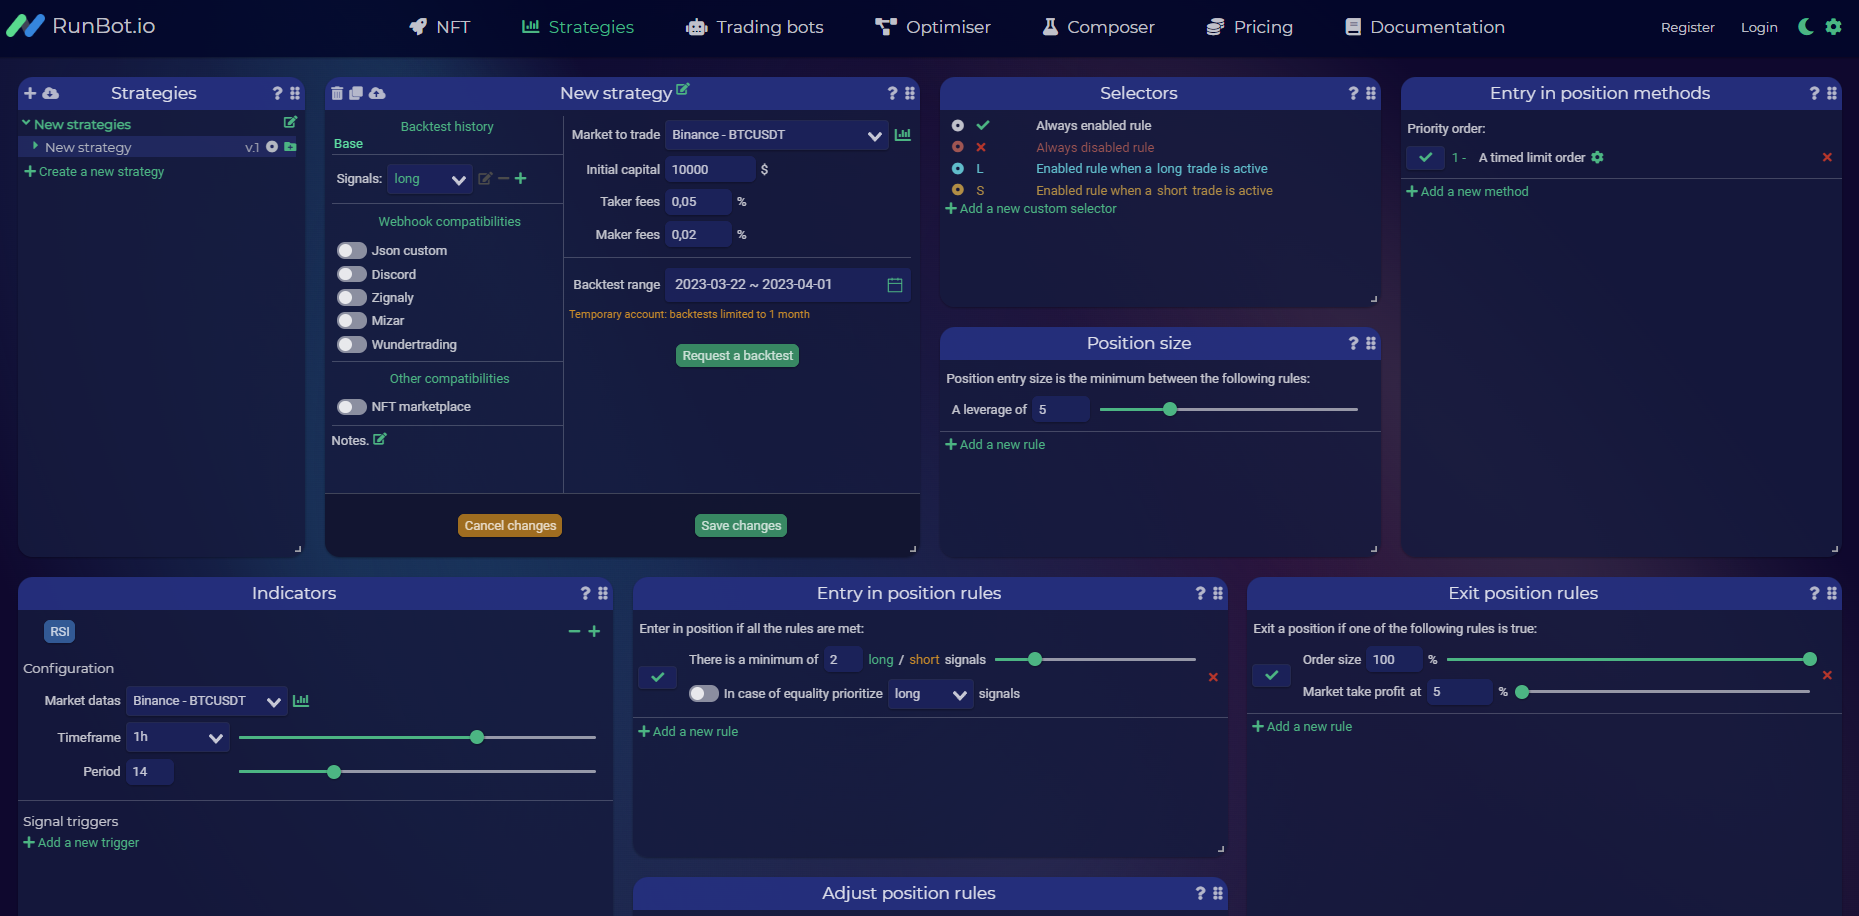 RunBot.io
NFT
Strategies
Trading bots
Optimiser
Composer
Pricing
Documentation
Register
Login
Strategies
?
New strategies
New strategy v.1
Create a new strategy
New strategy
?
Backtest history
Base
Signals: long
Webhook compatibilities
Json custom
Discord
Zignaly
Mizar
Wundertrading
Other compatibilities
NFT marketplace
Notes.
Market to trade Binance - BTCUSDT
Initial capital 10000 $
Taker fees 0,05 %
Maker fees 0,02 %
Backtest range 2023-03-22 ~ 2023-04-01
Temporary account: backtests limited to 1 month
Request a backtest
Cancel changes
Save changes
Selectors
?
Always enabled rule
Always disabled rule
L Enabled rule when a long trade is active
S Enabled rule when a short trade is active
Add a new custom selector
Position size
?
Position entry size is the minimum between the following rules:
A leverage of 5
Add a new rule
Entry in position methods
?
Priority order:
1 - A timed limit order
Add a new method
Indicators
?
RSI
Configuration
Market datas Binance - BTCUSDT
Timeframe 1h
Period 14
Signal triggers
Add a new trigger
Entry in position rules
?
Enter in position if all the rules are met:
There is a minimum of 2 long / short signals
In case of equality prioritize long signals
Add a new rule
Adjust position rules
?
Exit position rules
?
Exit a position if one of the following rules is true:
Order size 100 %
Market take profit at 5 %
Add a new rule